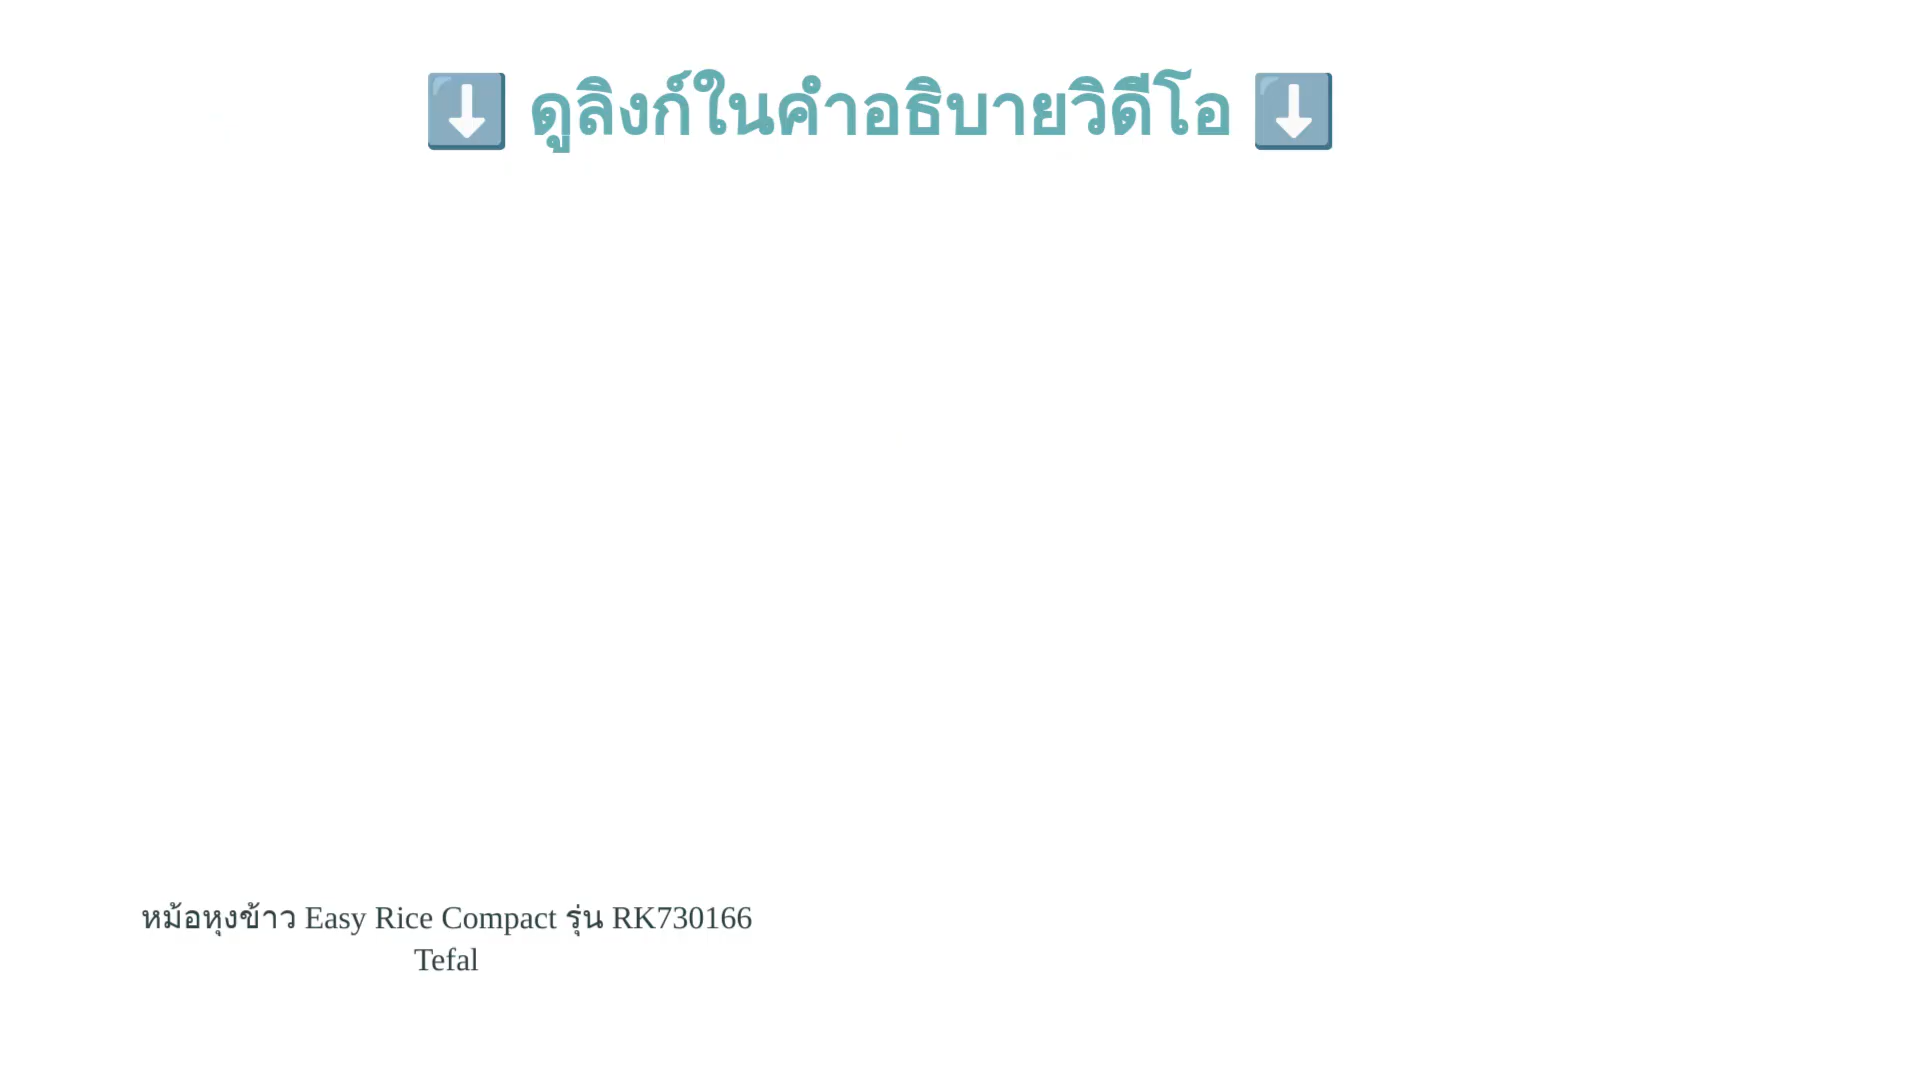 ⬇️ ดูลิงก์ในคำอธิบายวิดีโอ ⬇️
หม้อหุงข้าว Easy Rice Compact รุ่น RK730166
Tefal